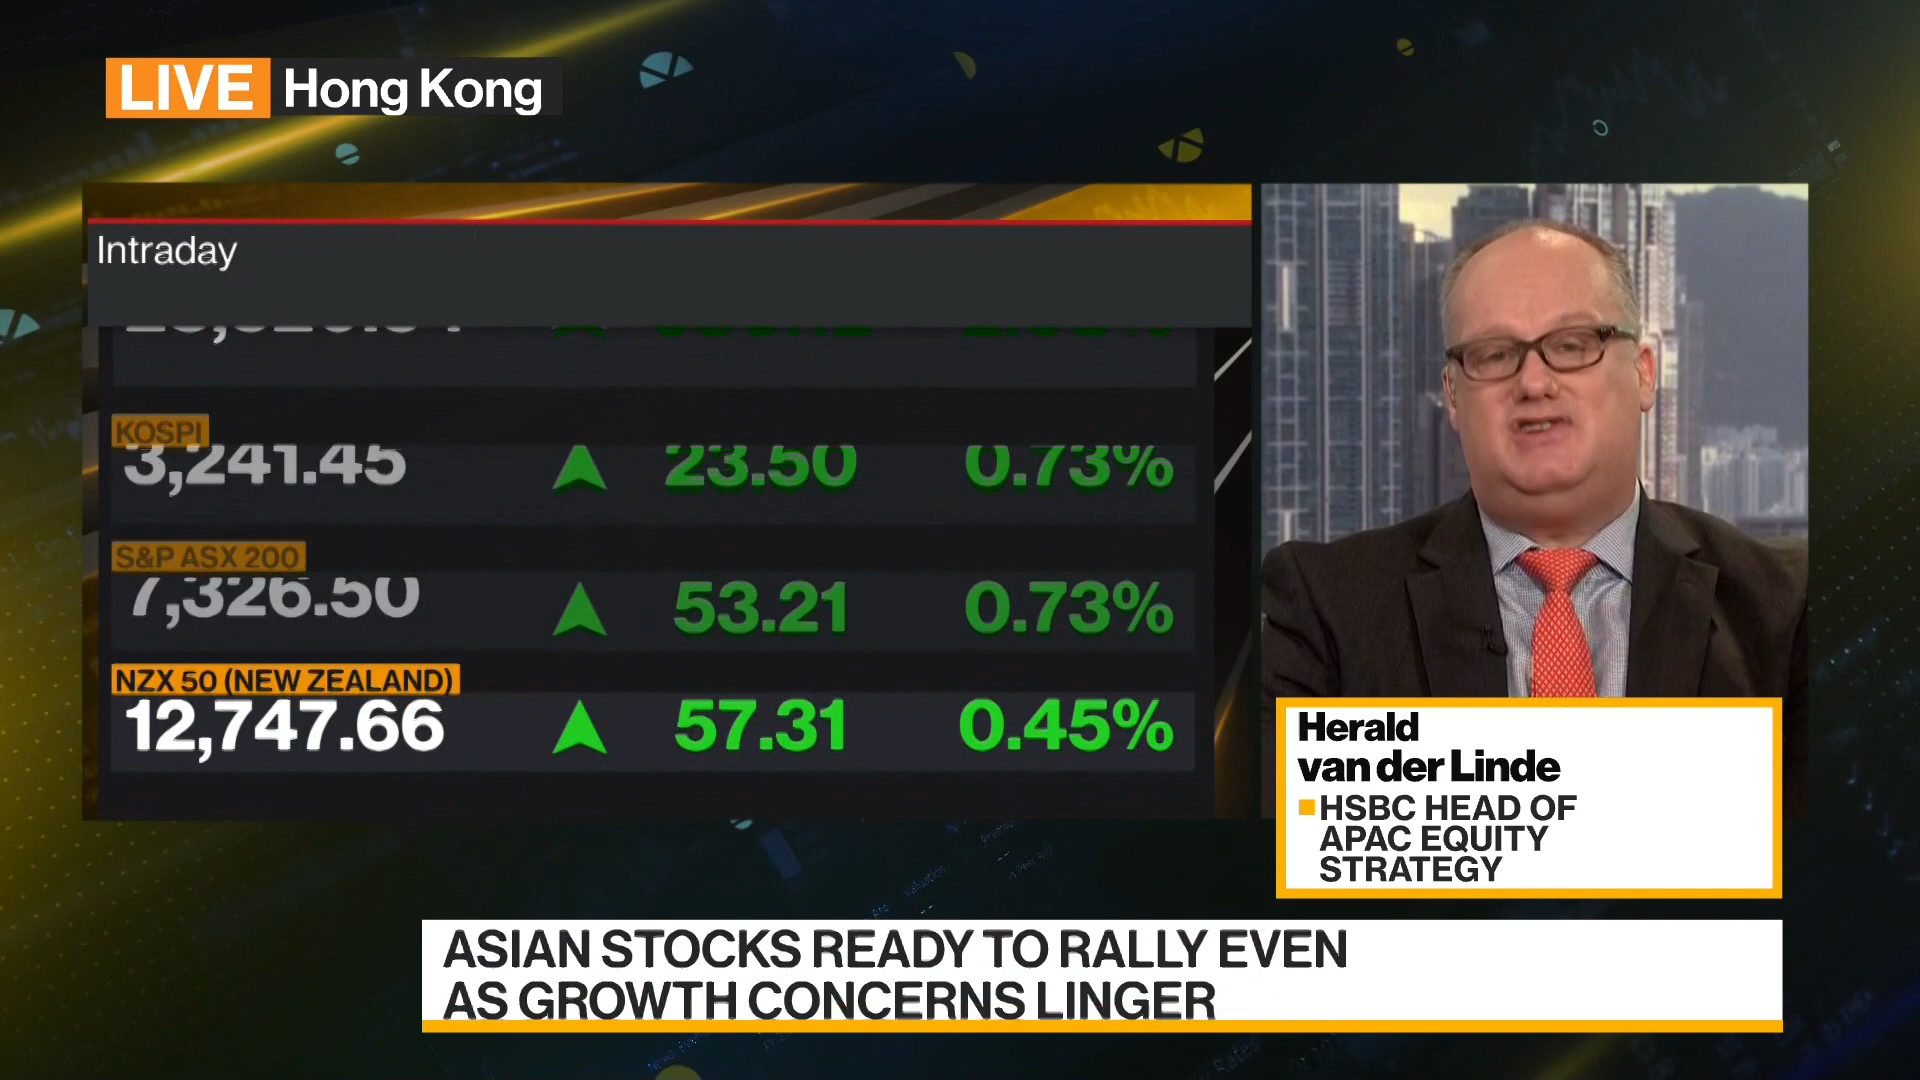 LIVE Hong Kong
Intraday
KOSPI
3,241.45 23.50 0.73%
S&P ASX 200
7,326.50 53.21 0.73%
NZX 50 (NEW ZEALAND)
12,747.66 57.31 0.45%
Herald
van der Linde
HSBC HEAD OF
APAC EQUITY
STRATEGY
ASIAN STOCKS READY TO RALLY EVEN
AS GROWTH CONCERNS LINGER